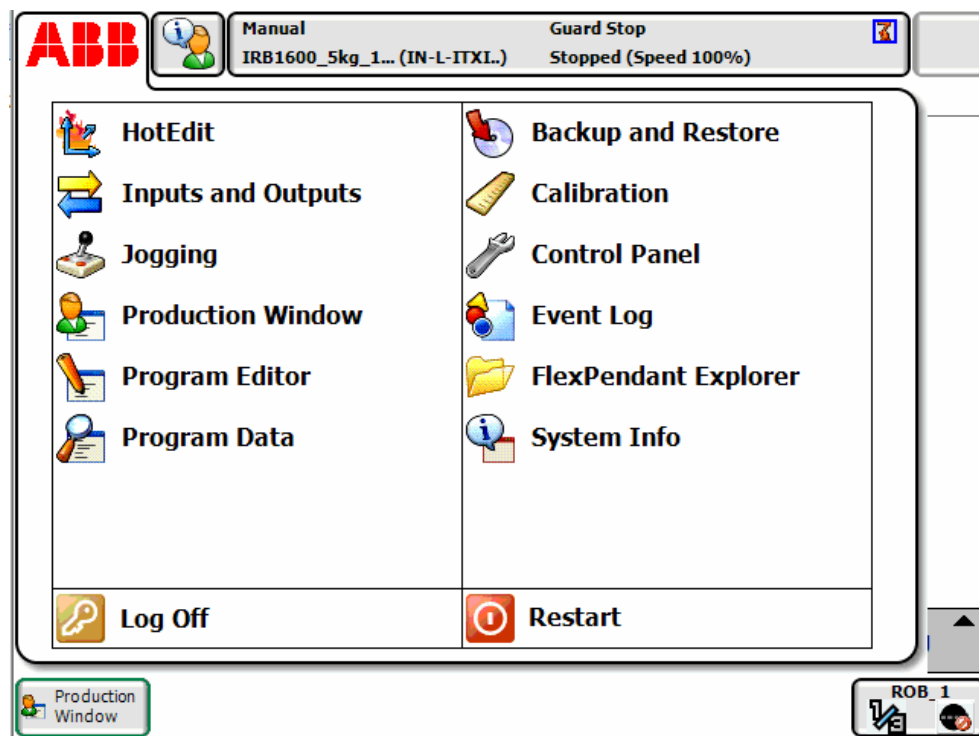 ABB
Manual
Guard Stop
IRB1600_5kg_1... (IN-L-ITXI..)
Stopped (Speed 100%)
HotEdit
Backup and Restore
Inputs and Outputs
Calibration
Jogging
Control Panel
Production Window
Event Log
Program Editor
FlexPendant Explorer
Program Data
System Info
Log Off
Restart
Production
Window
ROB_1
1/3